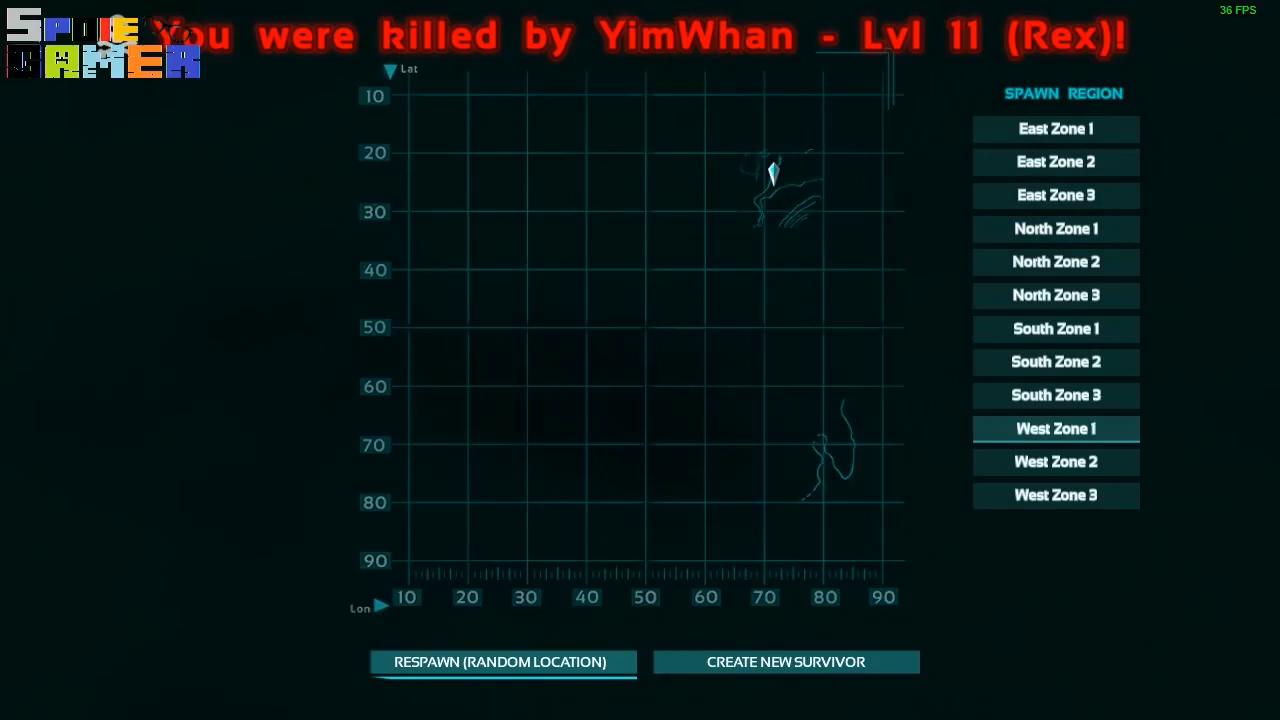 36 FPS
You were killed by YimWhan - Lvl 11 (Rex)!
GAMER
Lat
10
20
30
40
50
60
70
80
90
Lon
10 20 30 40 50 60 70 80 90
SPAWN REGION
East Zone 1
East Zone 2
East Zone 3
North Zone 1
North Zone 2
North Zone 3
South Zone 1
South Zone 2
South Zone 3
West Zone 1
West Zone 2
West Zone 3
RESPAWN (RANDOM LOCATION)
CREATE NEW SURVIVOR